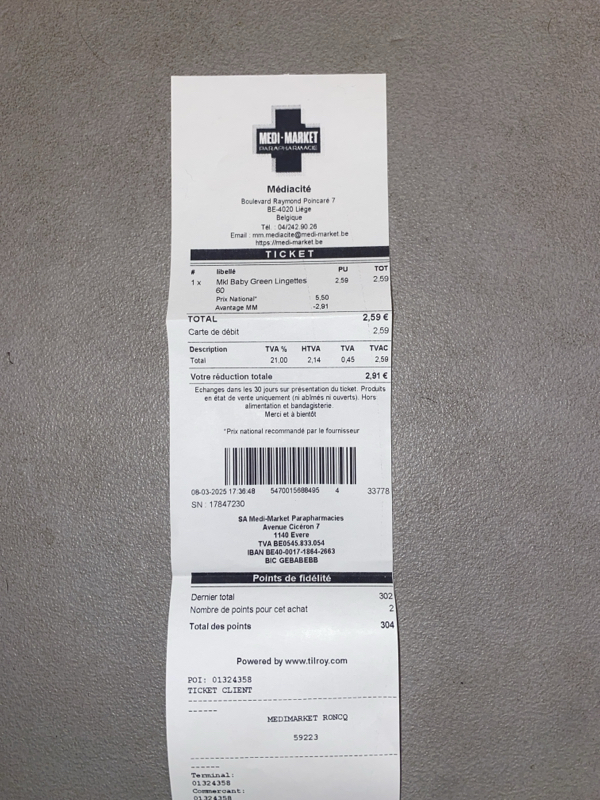 MEDI-MARKET
PARAPHARMACIE
Médiacité
Boulevard Raymond Poincaré 7
BE-4020 Liège
Belgique
Tél. : 04/242.90.26
Email : mm.mediacite@medi-market.be
https://medi-market.be
TICKET
# libellé PU TOT
1 x Mkl Baby Green Lingettes 2,59 2,59
60
Prix National* 5,50
Avantage MM -2,91
TOTAL 2,59 €
Carte de débit 2,59
Description TVA % HTVA TVA TVAC
Total 21,00 2,14 0,45 2,59
Votre réduction totale 2,91 €
Echanges dans les 30 jours sur présentation du ticket. Produits
en état de vente uniquement (ni abîmés ni ouverts). Hors
alimentation et bandagisterie.
Merci et à bientôt
*Prix national recommandé par le fournisseur
08-03-2025 17:36:48 5470015688495 4 33778
SN : 17847230
SA Medi-Market Parapharmacies
Avenue Cicéron 7
1140 Evere
TVA BE0545.833.054
IBAN BE40-0017-1864-2663
BIC GEBABEBB
Points de fidélité
Dernier total 302
Nombre de points pour cet achat 2
Total des points 304
Powered by www.tilroy.com
POI: 01324358
TICKET CLIENT
MEDIMARKET RONCQ
59223
Terminal:
01324358
Commercant:
01324358